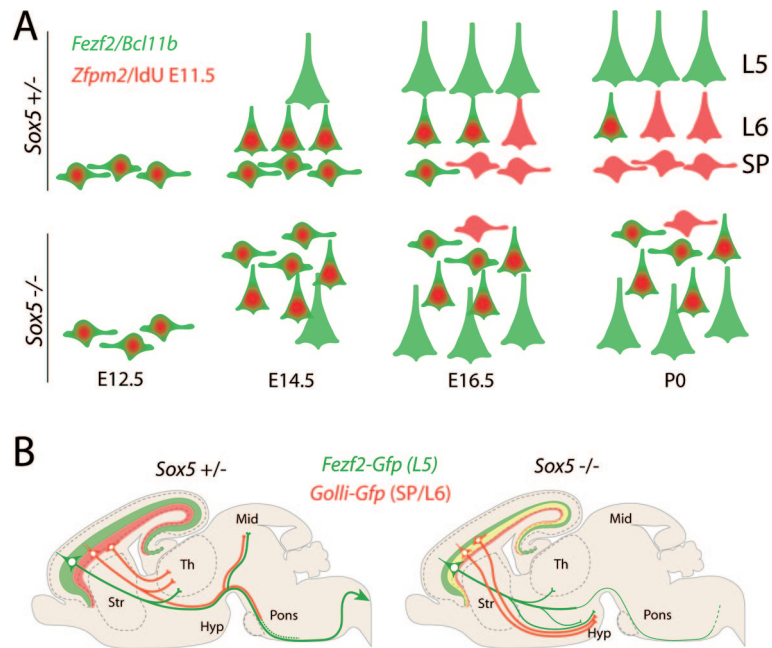 A
Fezf2/Bcl11b
Zfpm2/IdU E11.5
Sox5 +/-
L5
L6
SP
Sox5 -/-
E12.5 E14.5 E16.5 P0
B
Sox5 +/- Fezf2-Gfp (L5) Sox5 -/-
Golli-Gfp (SP/L6)
Mid Mid
Th Th
Str Str
Pons Pons
Hyp Hyp